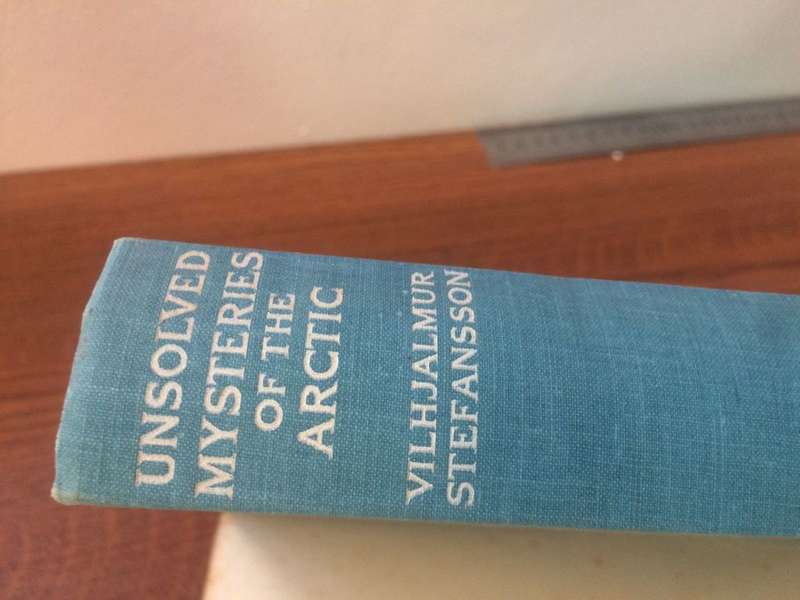 UNSOLVED
MYSTERIES
OF THE
ARCTIC
VILHJALMUR
STEFANSSON